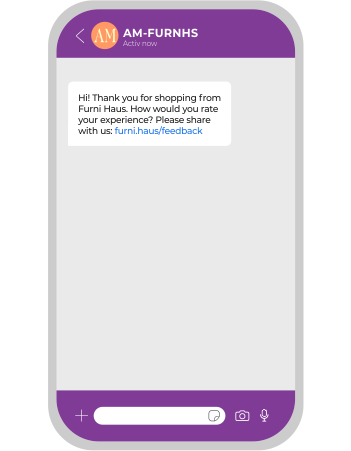 AM
AM-FURNHS
Activ now
Hi! Thank you for shopping from
Furni Haus. How would you rate
your experience? Please share
with us: furni.haus/feedback